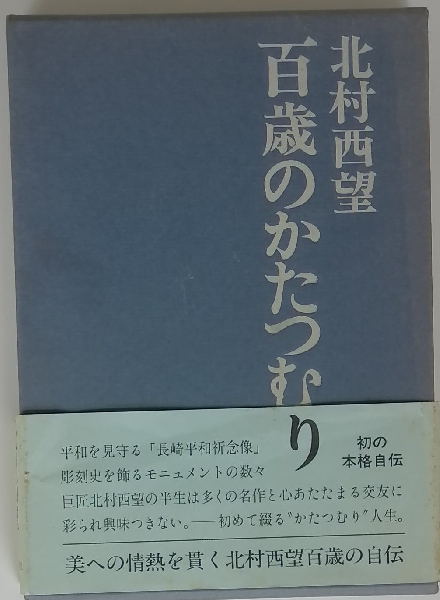 北村西望
百歳のかたつむり
初の
本格自伝
平和を見守る「長崎平和祈念像」
彫刻史を飾るモニュメントの数々
巨匠北村西望の半生は多くの名作と心あたたまる交友に
彩られ興味つきない。──初めて綴る〝かたつむり〟人生。
美への情熱を貫く北村西望百歳の自伝